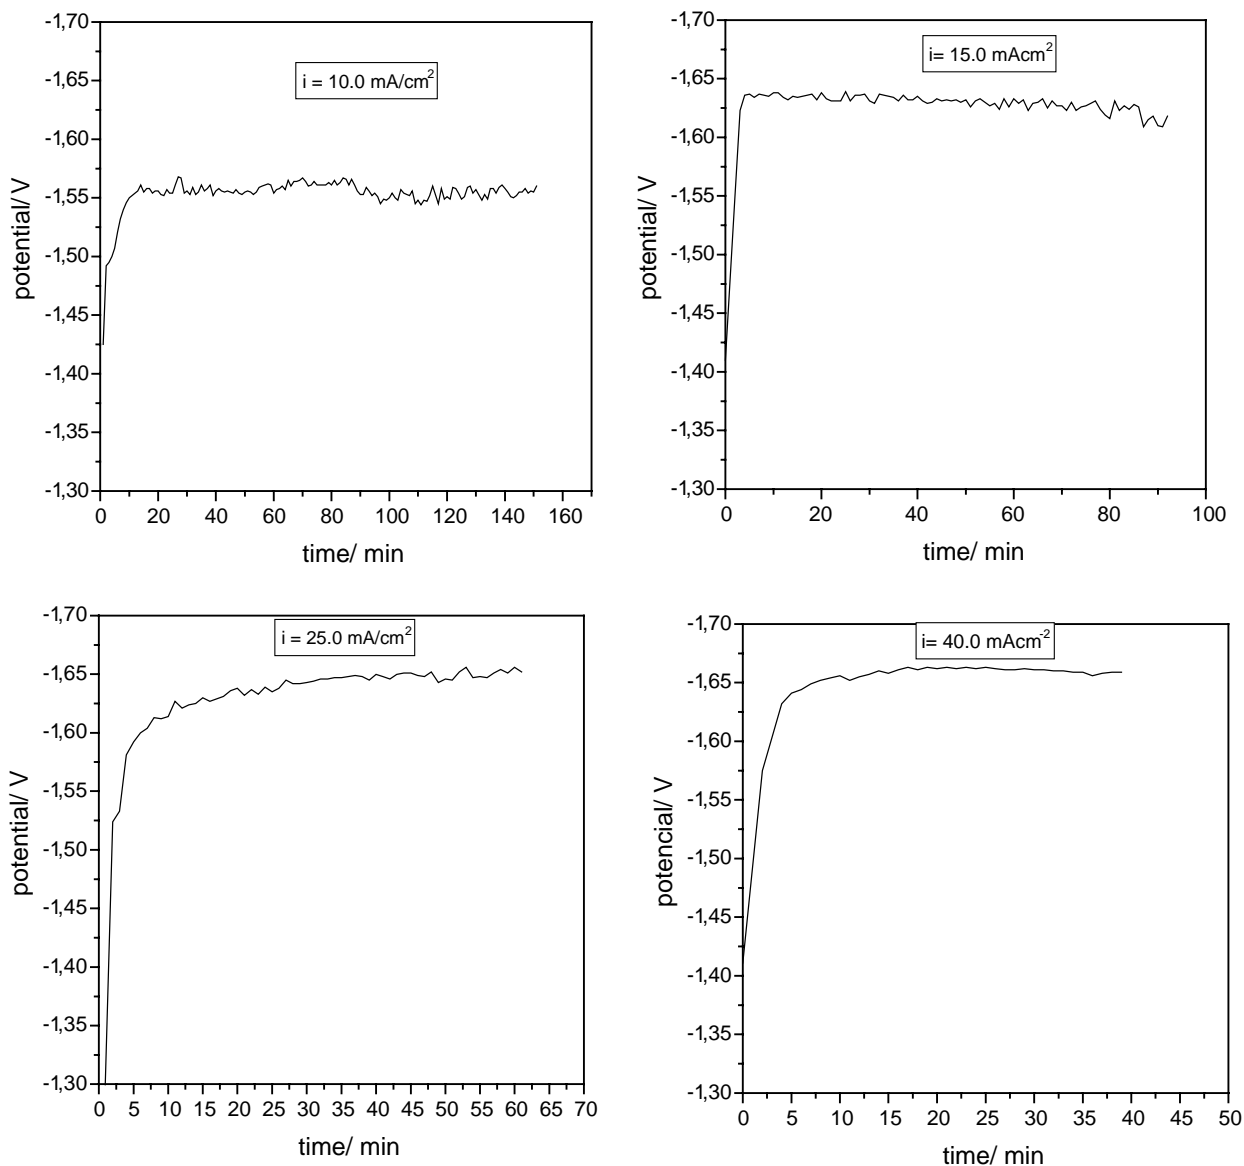 -1,70
-1,65
-1,60
-1,55
-1,50
-1,45
-1,40
-1,35
-1,30
potential/ V
i = 10.0 mA/cm²
0 20 40 60 80 100 120 140 160
time/ min
-1,70
-1,65
-1,60
-1,55
-1,50
-1,45
-1,40
-1,35
-1,30
potential/ V
i= 15.0 mAcm²
0 20 40 60 80 100
time/ min
-1,70
-1,65
-1,60
-1,55
-1,50
-1,45
-1,40
-1,35
-1,30
potential/ V
i = 25.0 mA/cm²
0 5 10 15 20 25 30 35 40 45 50 55 60 65 70
time/ min
-1,70
-1,65
-1,60
-1,55
-1,50
-1,45
-1,40
-1,35
-1,30
potencial/ V
i= 40.0 mAcm⁻²
0 5 10 15 20 25 30 35 40 45 50
time/ min